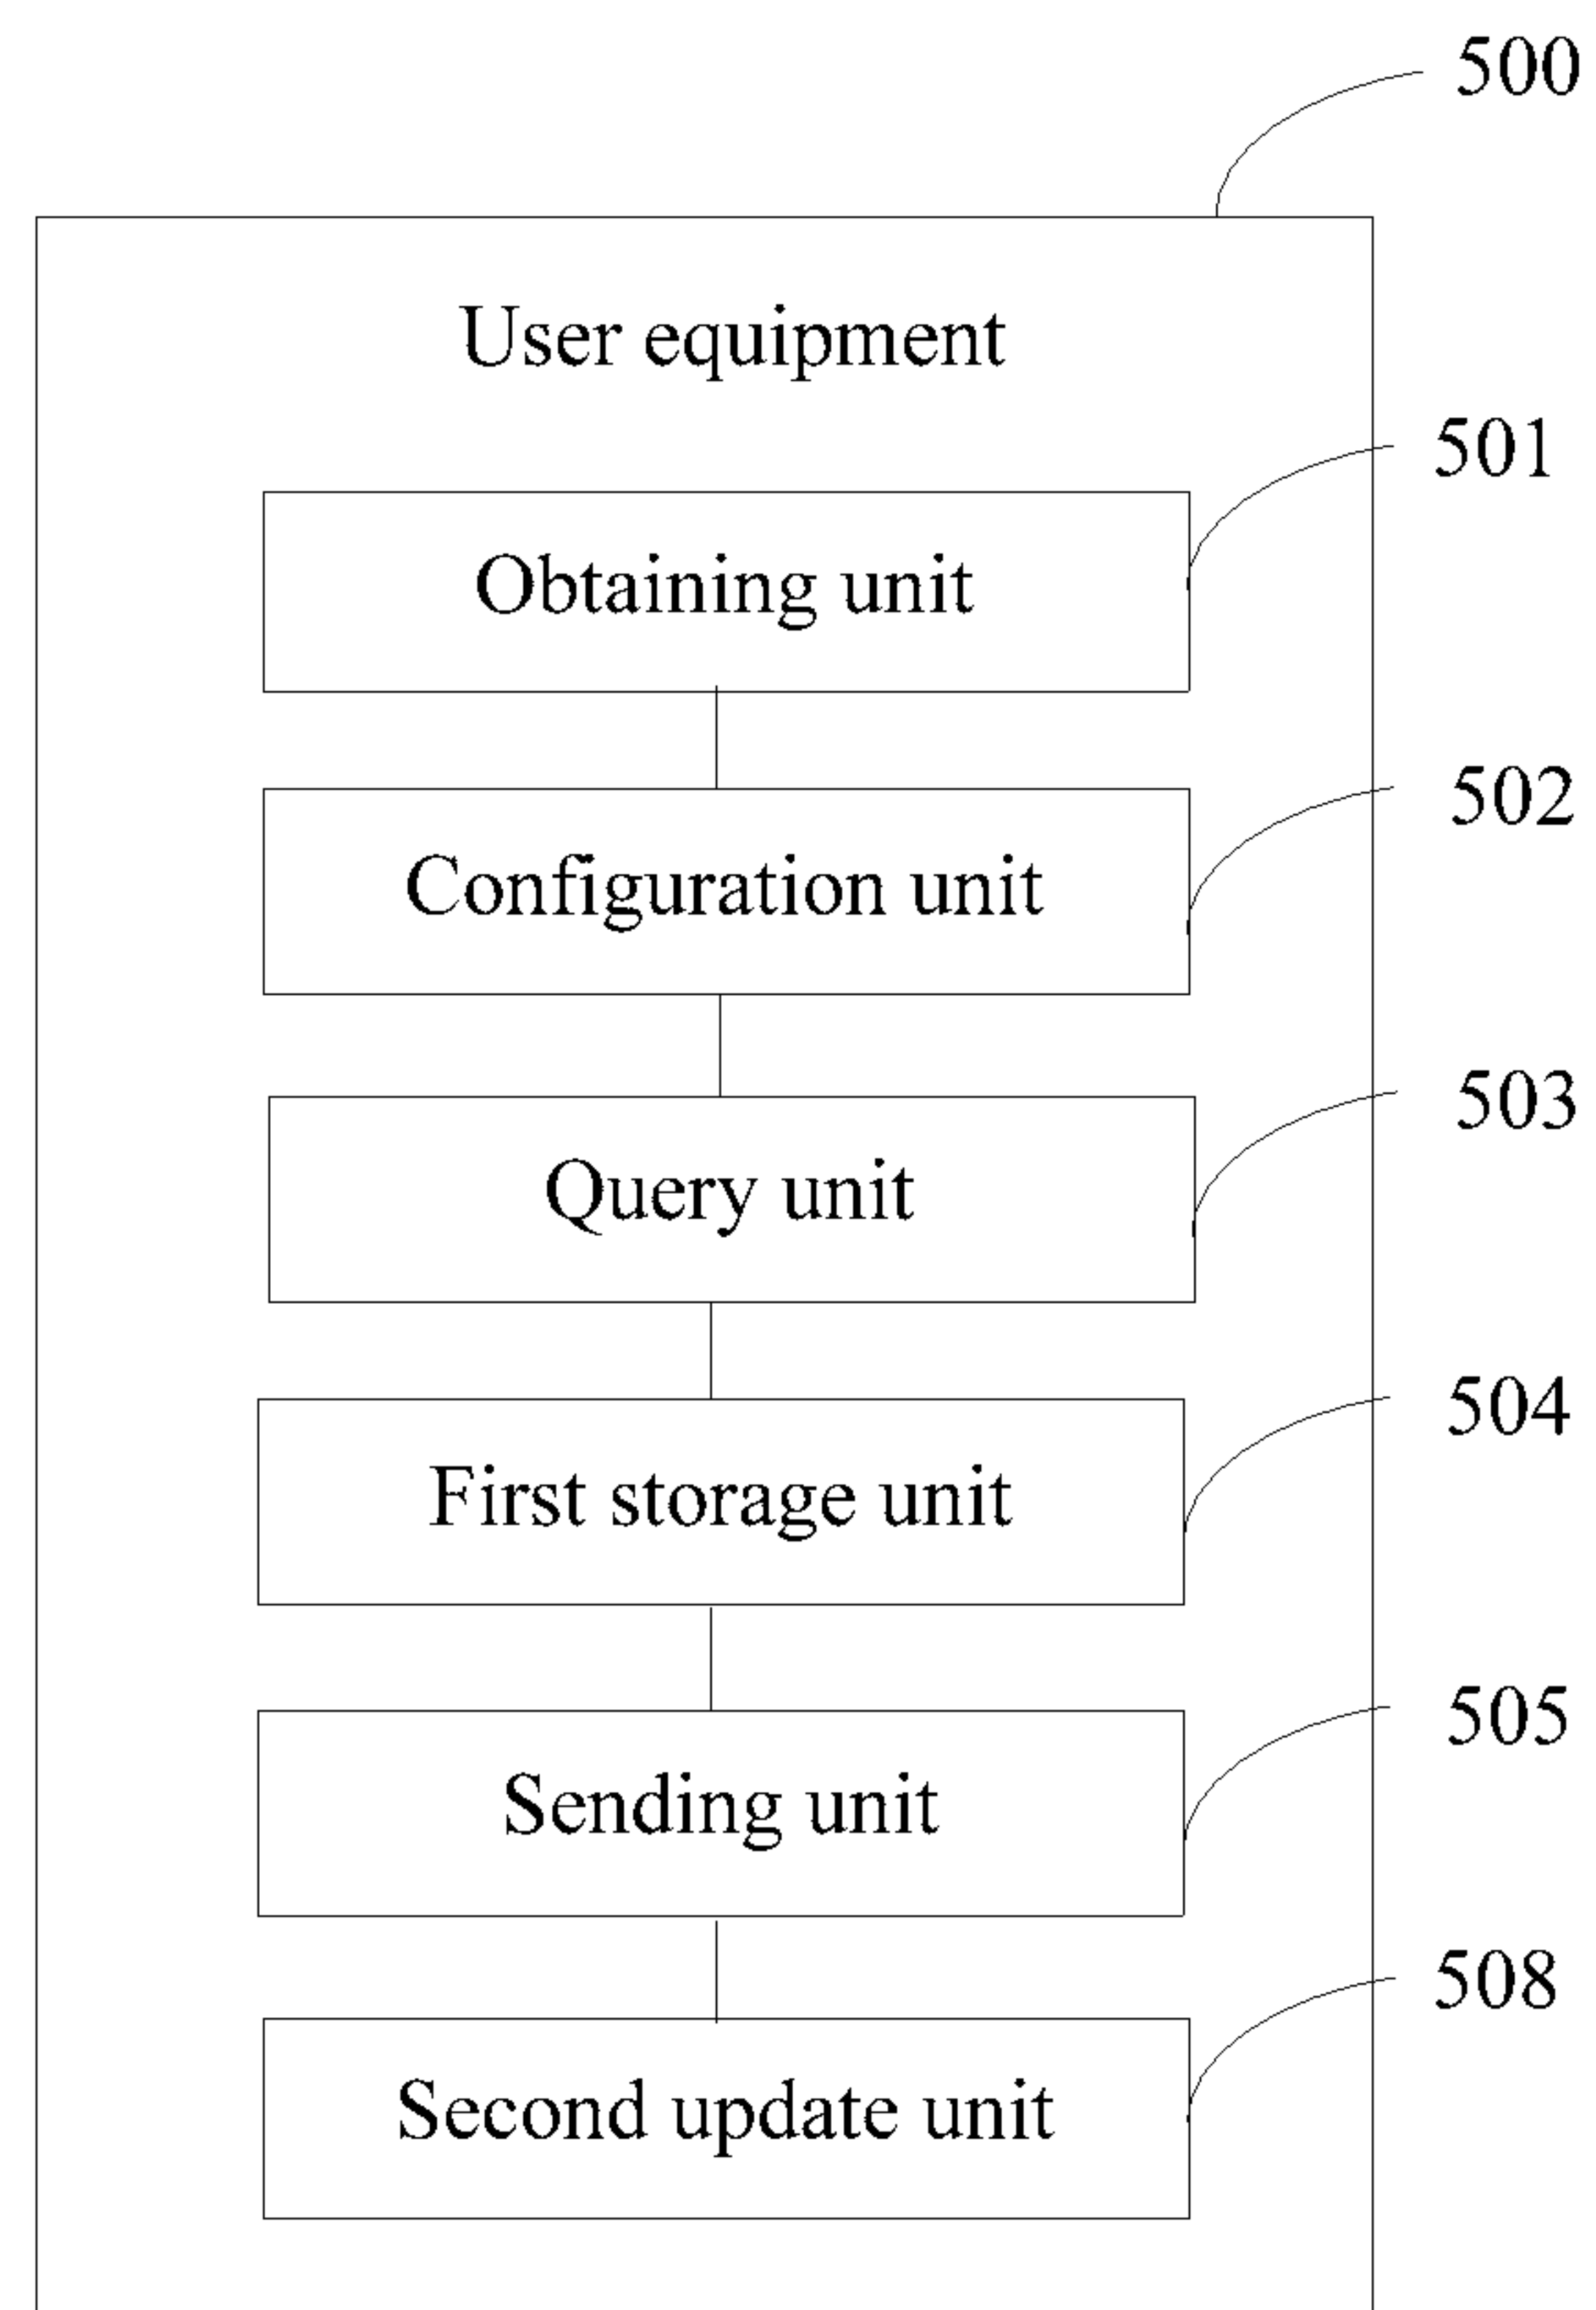 500
User equipment
501
Obtaining unit
502
Configuration unit
503
Query unit
504
First storage unit
505
Sending unit
508
Second update unit